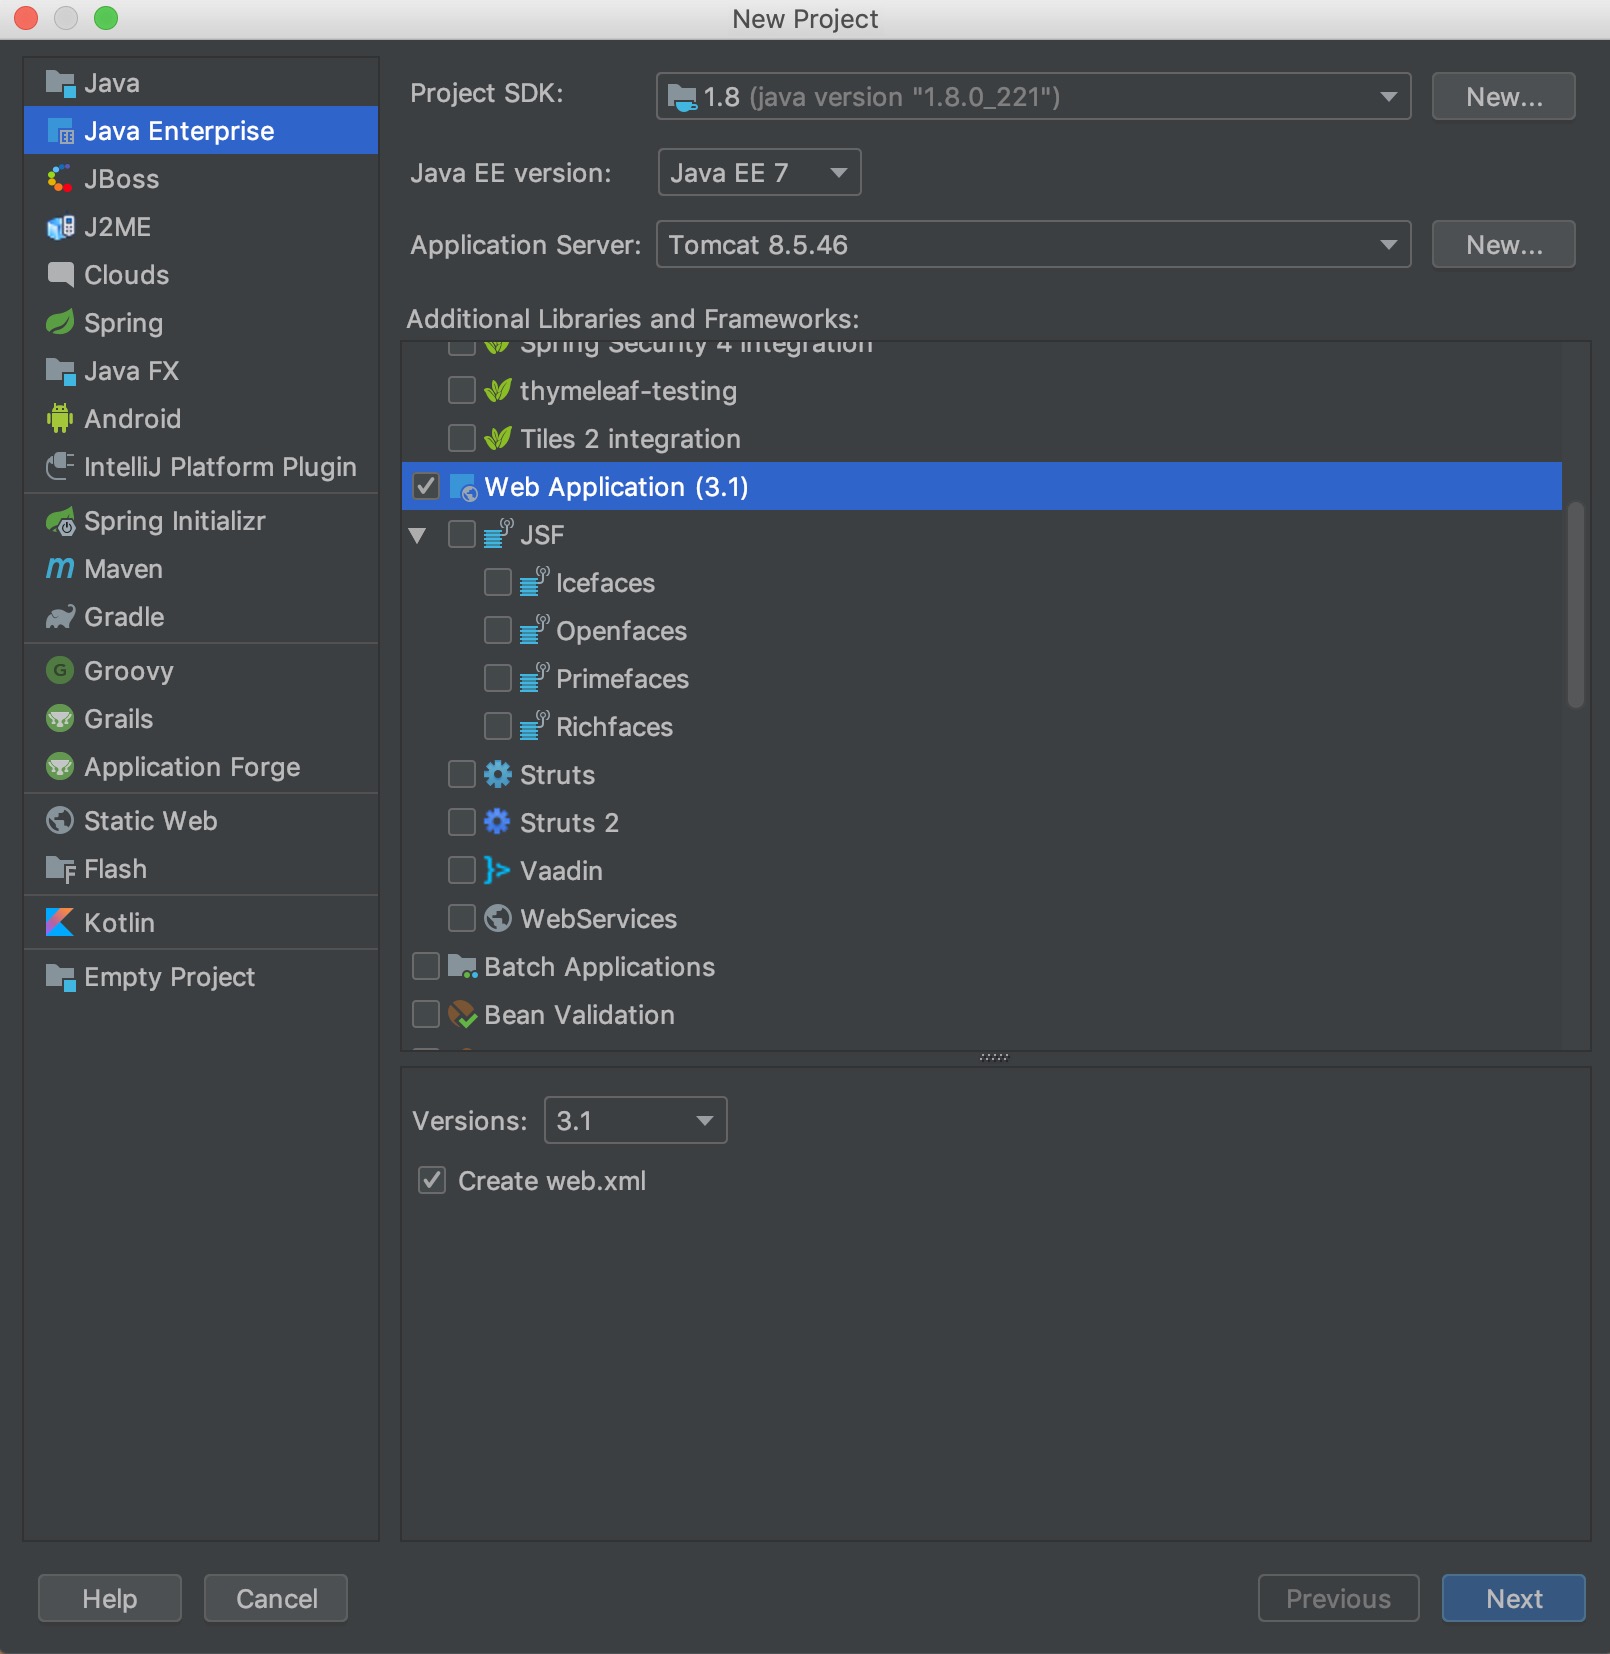 New Project
Java
Java Enterprise
JBoss
J2ME
Clouds
Spring
Java FX
Android
IntelliJ Platform Plugin
Spring Initializr
Maven
Gradle
Groovy
Grails
Application Forge
Static Web
Flash
Kotlin
Empty Project
Project SDK: 1.8 (java version "1.8.0_221") New...
Java EE version: Java EE 7
Application Server: Tomcat 8.5.46 New...
Additional Libraries and Frameworks:
Spring Security 4 integration
thymeleaf-testing
Tiles 2 integration
Web Application (3.1)
JSF
Icefaces
Openfaces
Primefaces
Richfaces
Struts
Struts 2
Vaadin
WebServices
Batch Applications
Bean Validation
Versions: 3.1
Create web.xml
Help Cancel Previous Next